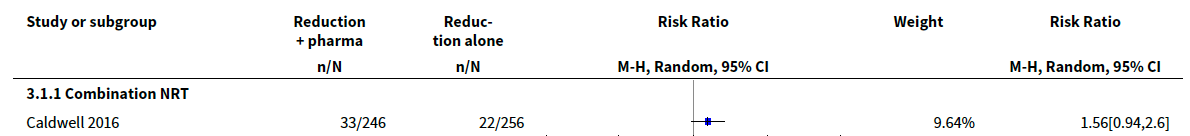 Study or subgroup Reduction + pharma Reduc- tion alone Risk Ratio Weight Risk Ratio
n/N n/N M-H, Random, 95% CI M-H, Random, 95% CI
3.1.1 Combination NRT
Caldwell 2016 33/246 22/256 9.64% 1.56[0.94,2.6]